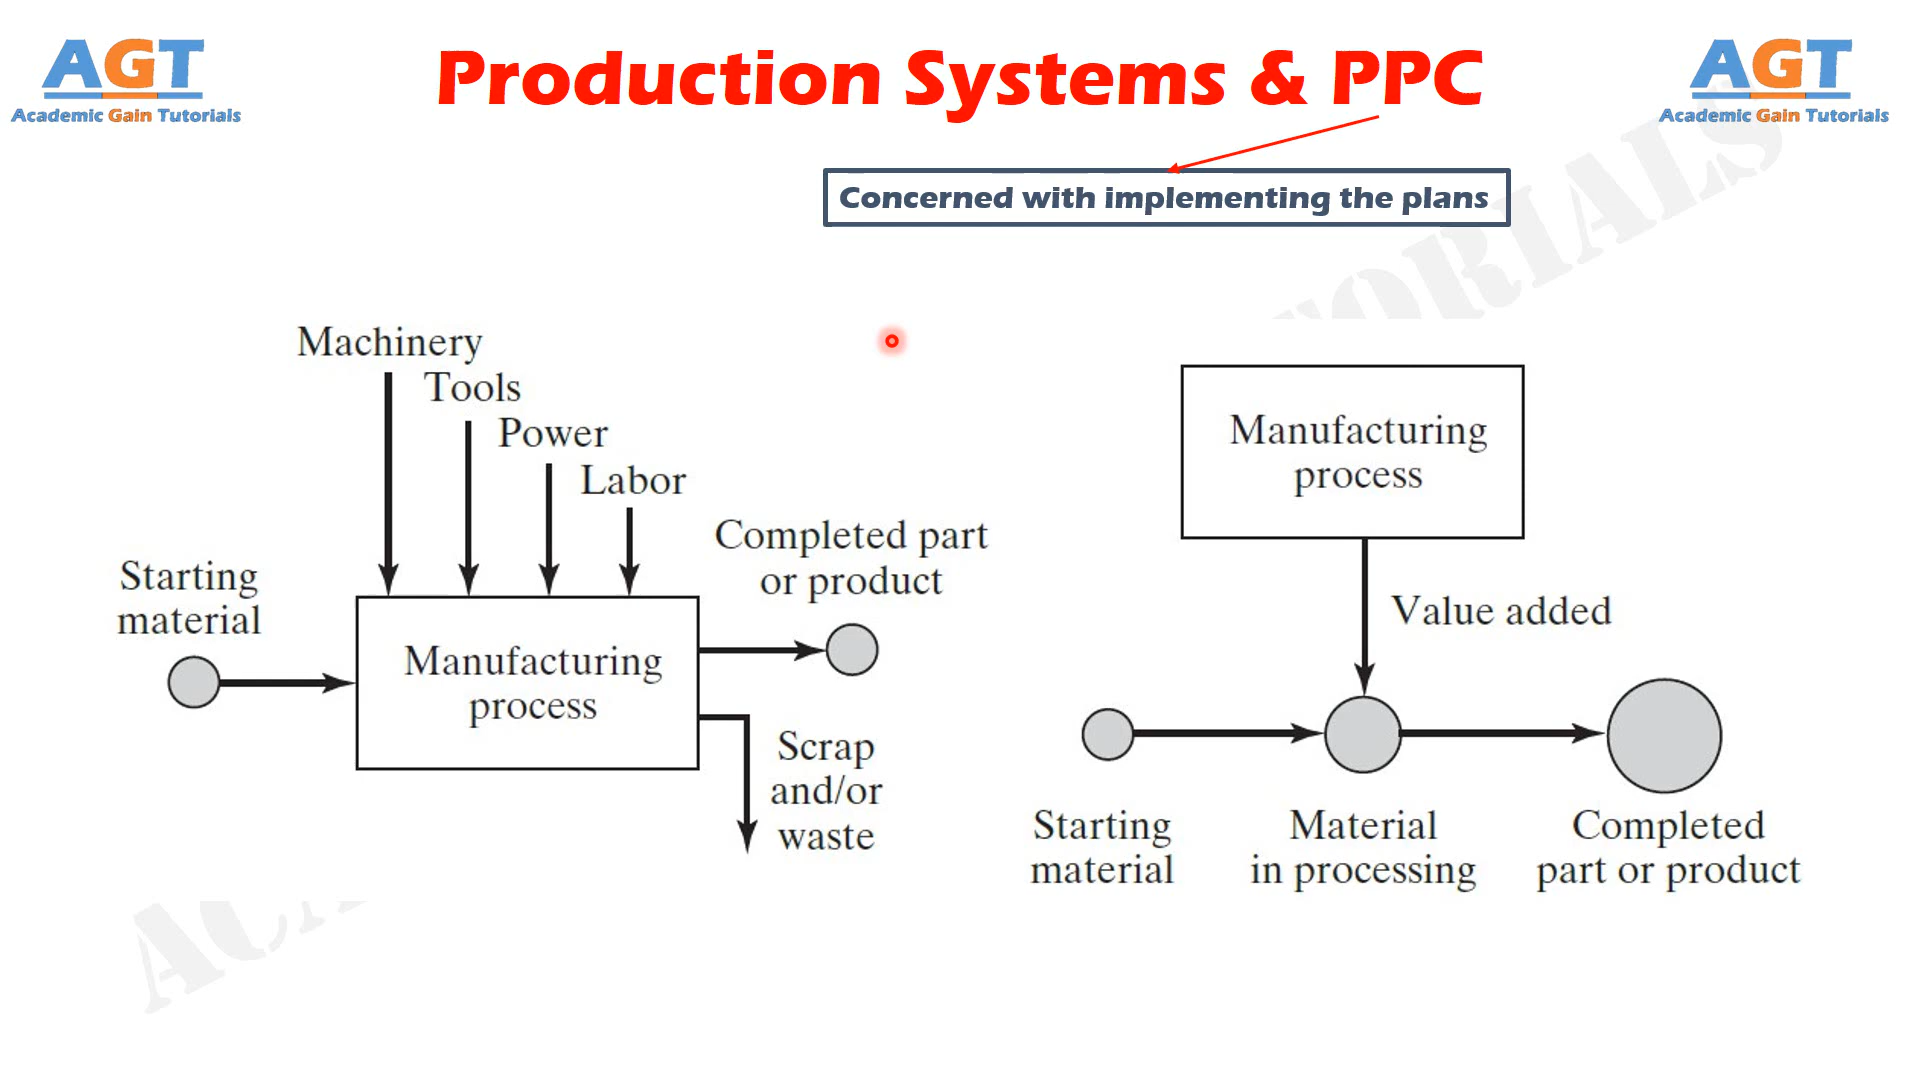 AGT
Academic Gain Tutorials
Production Systems & PPC
AGT
Academic Gain Tutorials
Concerned with implementing the plans
Machinery
Tools
Power
Labor
Starting
material
Manufacturing
process
Completed part
or product
Scrap
and/or
waste
Manufacturing
process
Value added
Starting
material
Material
in processing
Completed
part or product